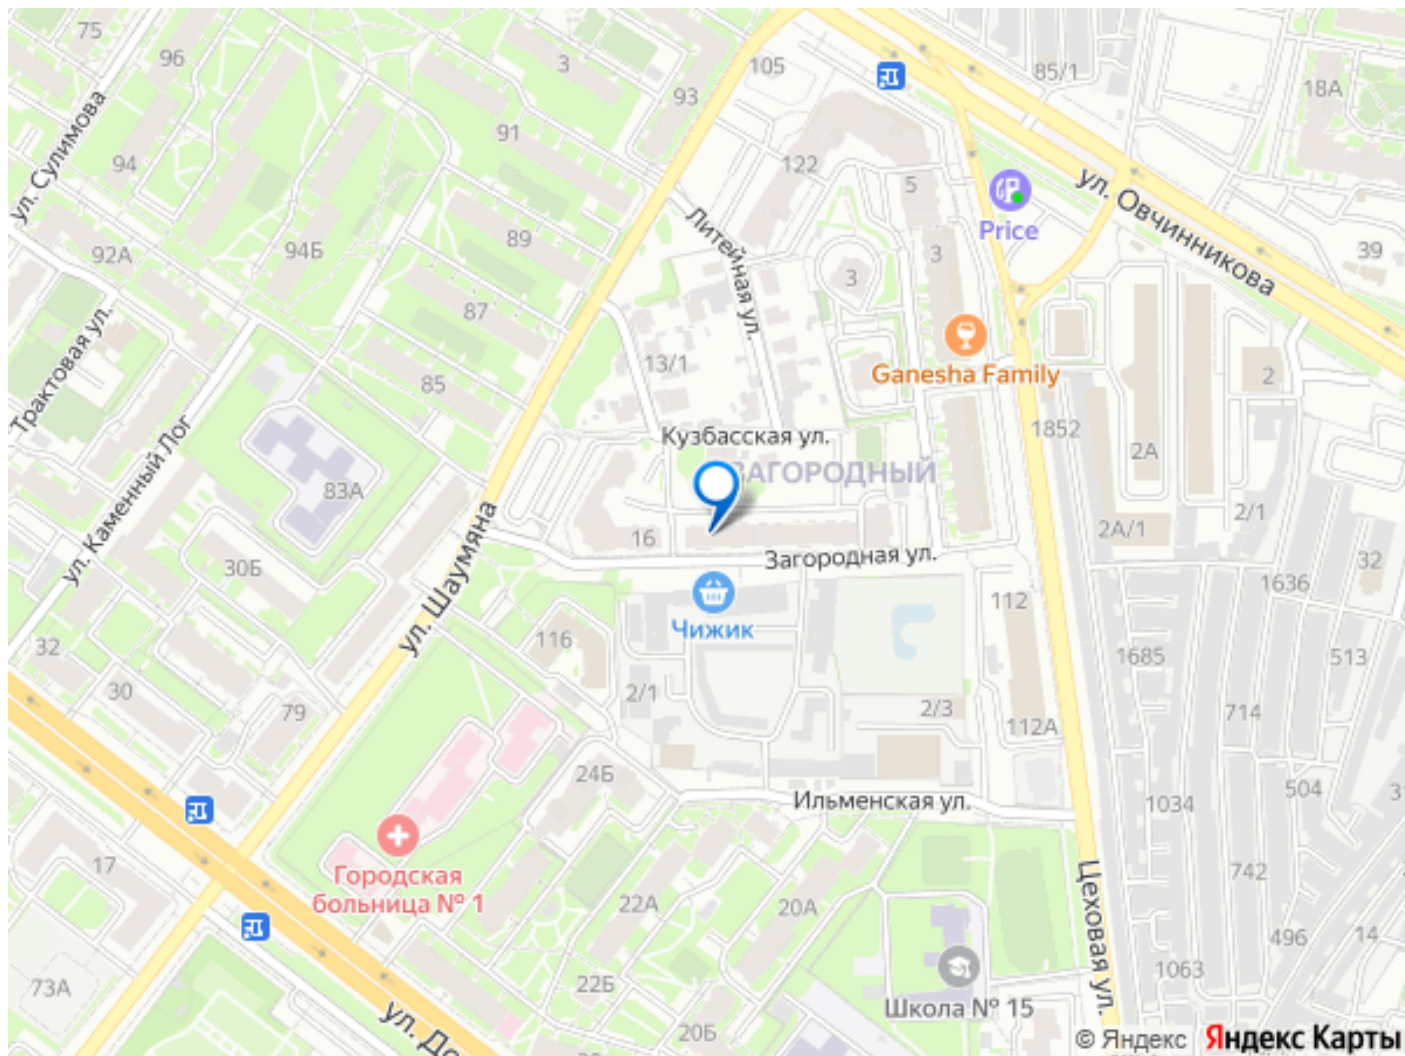 75
96
3
105
85/1
18А
93
ул. Сулимова
91
94
122
5
ул. Овчинникова
Price
92А
94Б
89
Литейная ул.
3
3
39
87
Трактовая ул.
13/1
85
Ganesha Family
2
Кузбасская ул.
1852
2А
ЗАГОРОДНЫЙ
ул. Каменный Лог
83А
ул. Шаумяна
16
2А/1
2/1
Загородная ул.
30Б
1636
32
112
Чижик
116
32
1685
513
30
79
2/1
2/3
714
112А
24Б
Ильменская ул.
1034
504
17
Городская
больница № 1
22А
20А
742
Цеховая ул.
496
14
73А
22Б
Школа № 15
1063
20Б
ул. До
© Яндекс
Яндекс Карты